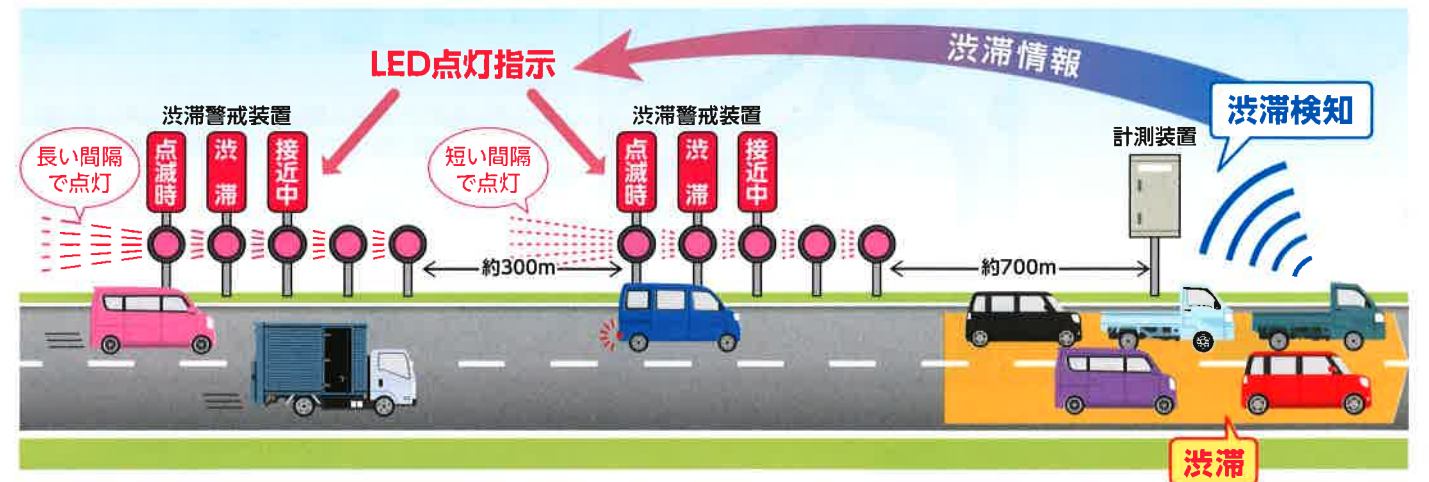 渋滞情報
LED点灯指示
渋滞検知
渋滞警戒装置
渋滞警戒装置
計測装置
長い間隔
で点灯
点滅時
渋滞
接近中
短い間隔
で点灯
点滅時
渋滞
接近中
約300m
約700m
渋滞